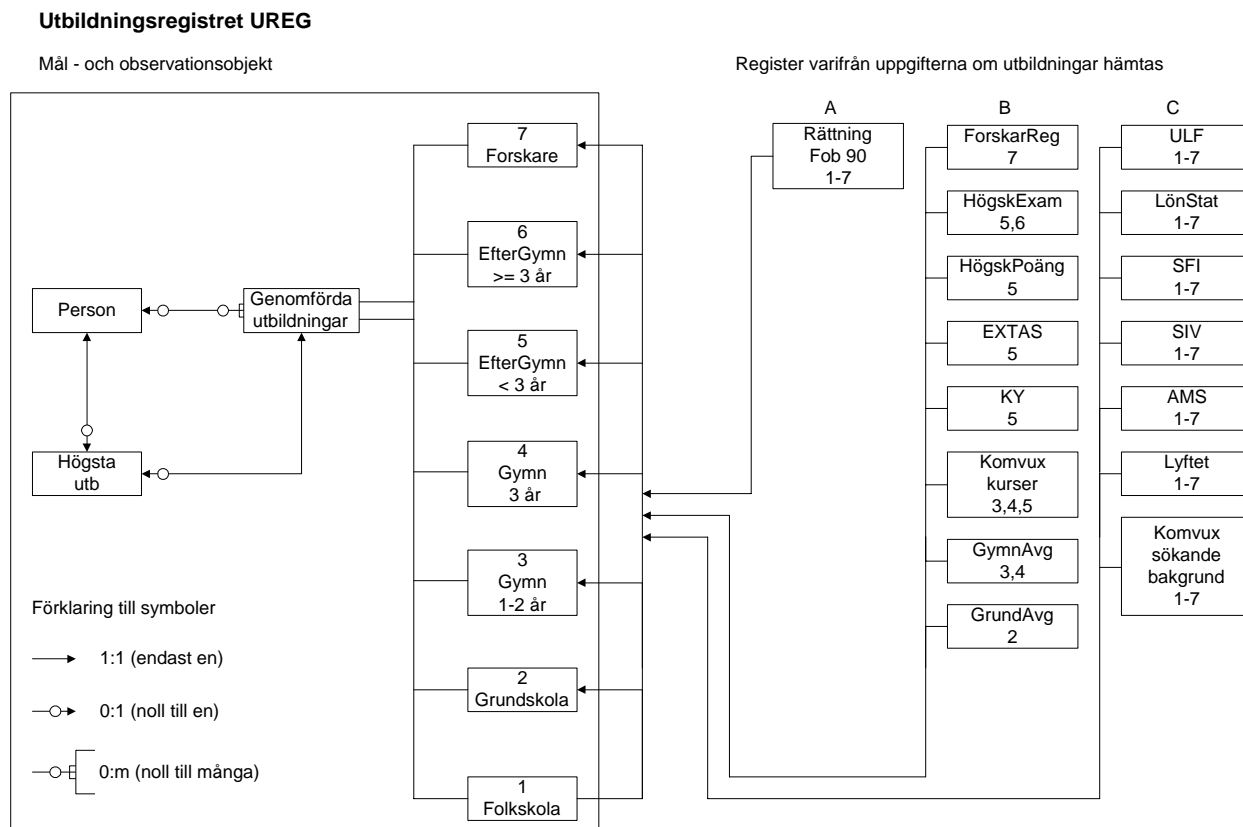 Utbildningsregistret UREG
Mål - och observationsobjekt
Register varifrån uppgifterna om utbildningar hämtas
7
Forskare
6
EfterGymn
>= 3 år
Person
Genomförda
utbildningar
5
EfterGymn
< 3 år
Högsta
utb
4
Gymn
3 år
3
Gymn
1-2 år
2
Grundskola
1
Folkskola
Förklaring till symboler
1:1 (endast en)
0:1 (noll till en)
0:m (noll till många)
A
Rättning
Fob 90
1-7
B
ForskarReg
7
HögskExam
5,6
HögskPoäng
5
EXTAS
5
KY
5
Komvux
kurser
3,4,5
GymnAvg
3,4
GrundAvg
2
C
ULF
1-7
LönStat
1-7
SFI
1-7
SIV
1-7
AMS
1-7
Lyftet
1-7
Komvux
sökande
bakgrund
1-7